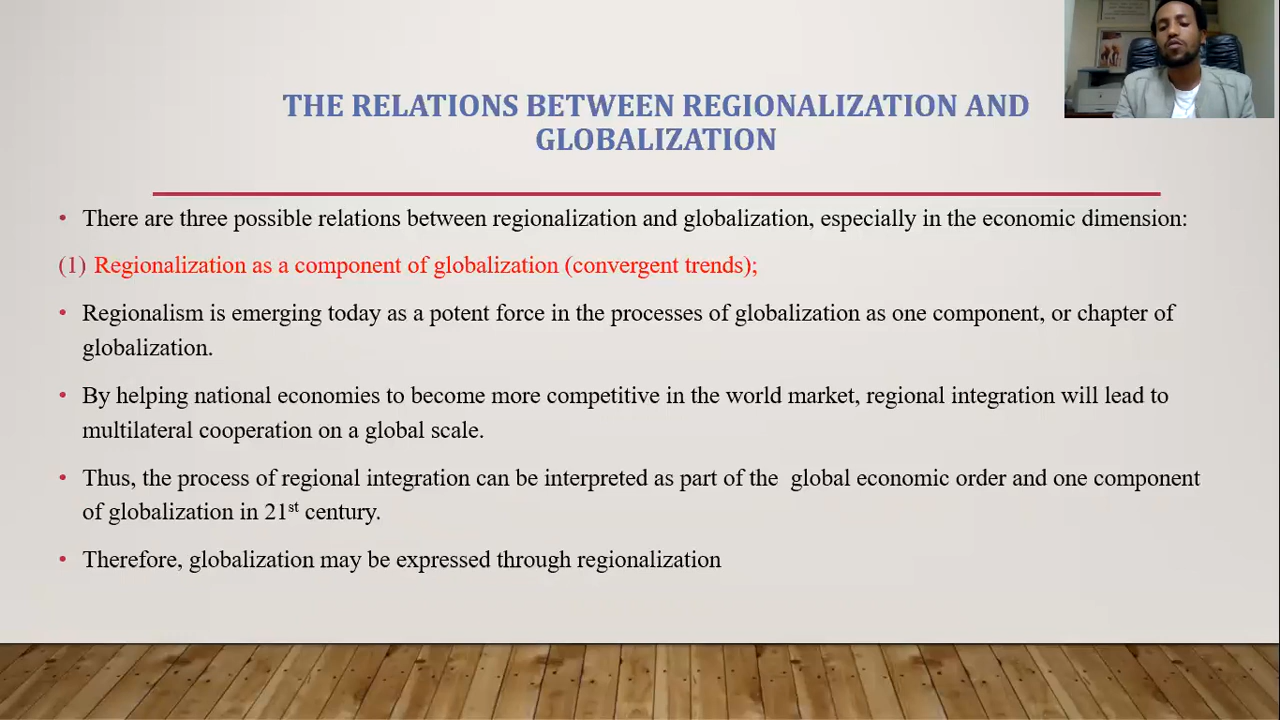 THE RELATIONS BETWEEN REGIONALIZATION AND
GLOBALIZATION
• There are three possible relations between regionalization and globalization, especially in the economic dimension:
(1) Regionalization as a component of globalization (convergent trends);
• Regionalism is emerging today as a potent force in the processes of globalization as one component, or chapter of
globalization.
• By helping national economies to become more competitive in the world market, regional integration will lead to
multilateral cooperation on a global scale.
• Thus, the process of regional integration can be interpreted as part of the  global economic order and one component
of globalization in 21st century.
• Therefore, globalization may be expressed through regionalization